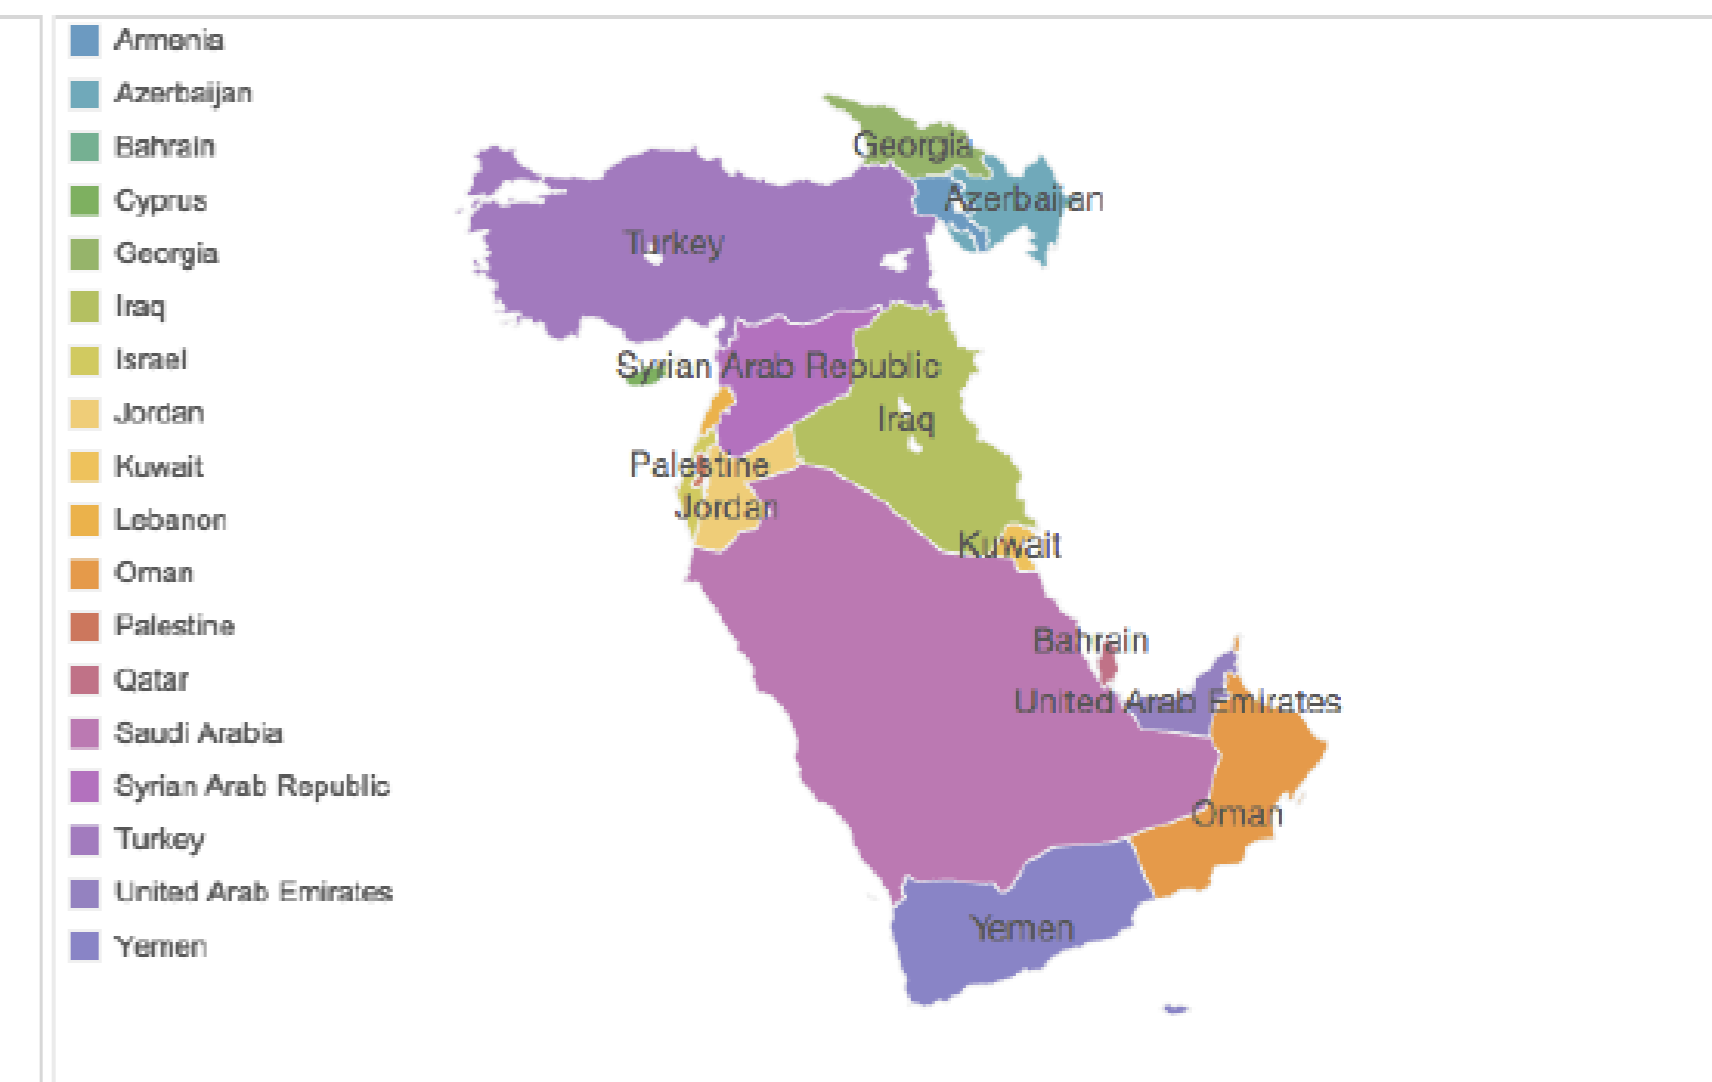 Armenia
Azerbaijan
Bahrain
Cyprus
Georgia
Iraq
Israel
Jordan
Kuwait
Lebanon
Oman
Palestine
Qatar
Saudi Arabia
Syrian Arab Republic
Turkey
United Arab Emirates
Yemen
Georgia
Azerbaijan
Turkey
Syrian Arab Republic
Iraq
Palestine
Jordan
Kuwait
Bahrain
United Arab Emirates
Oman
Yemen